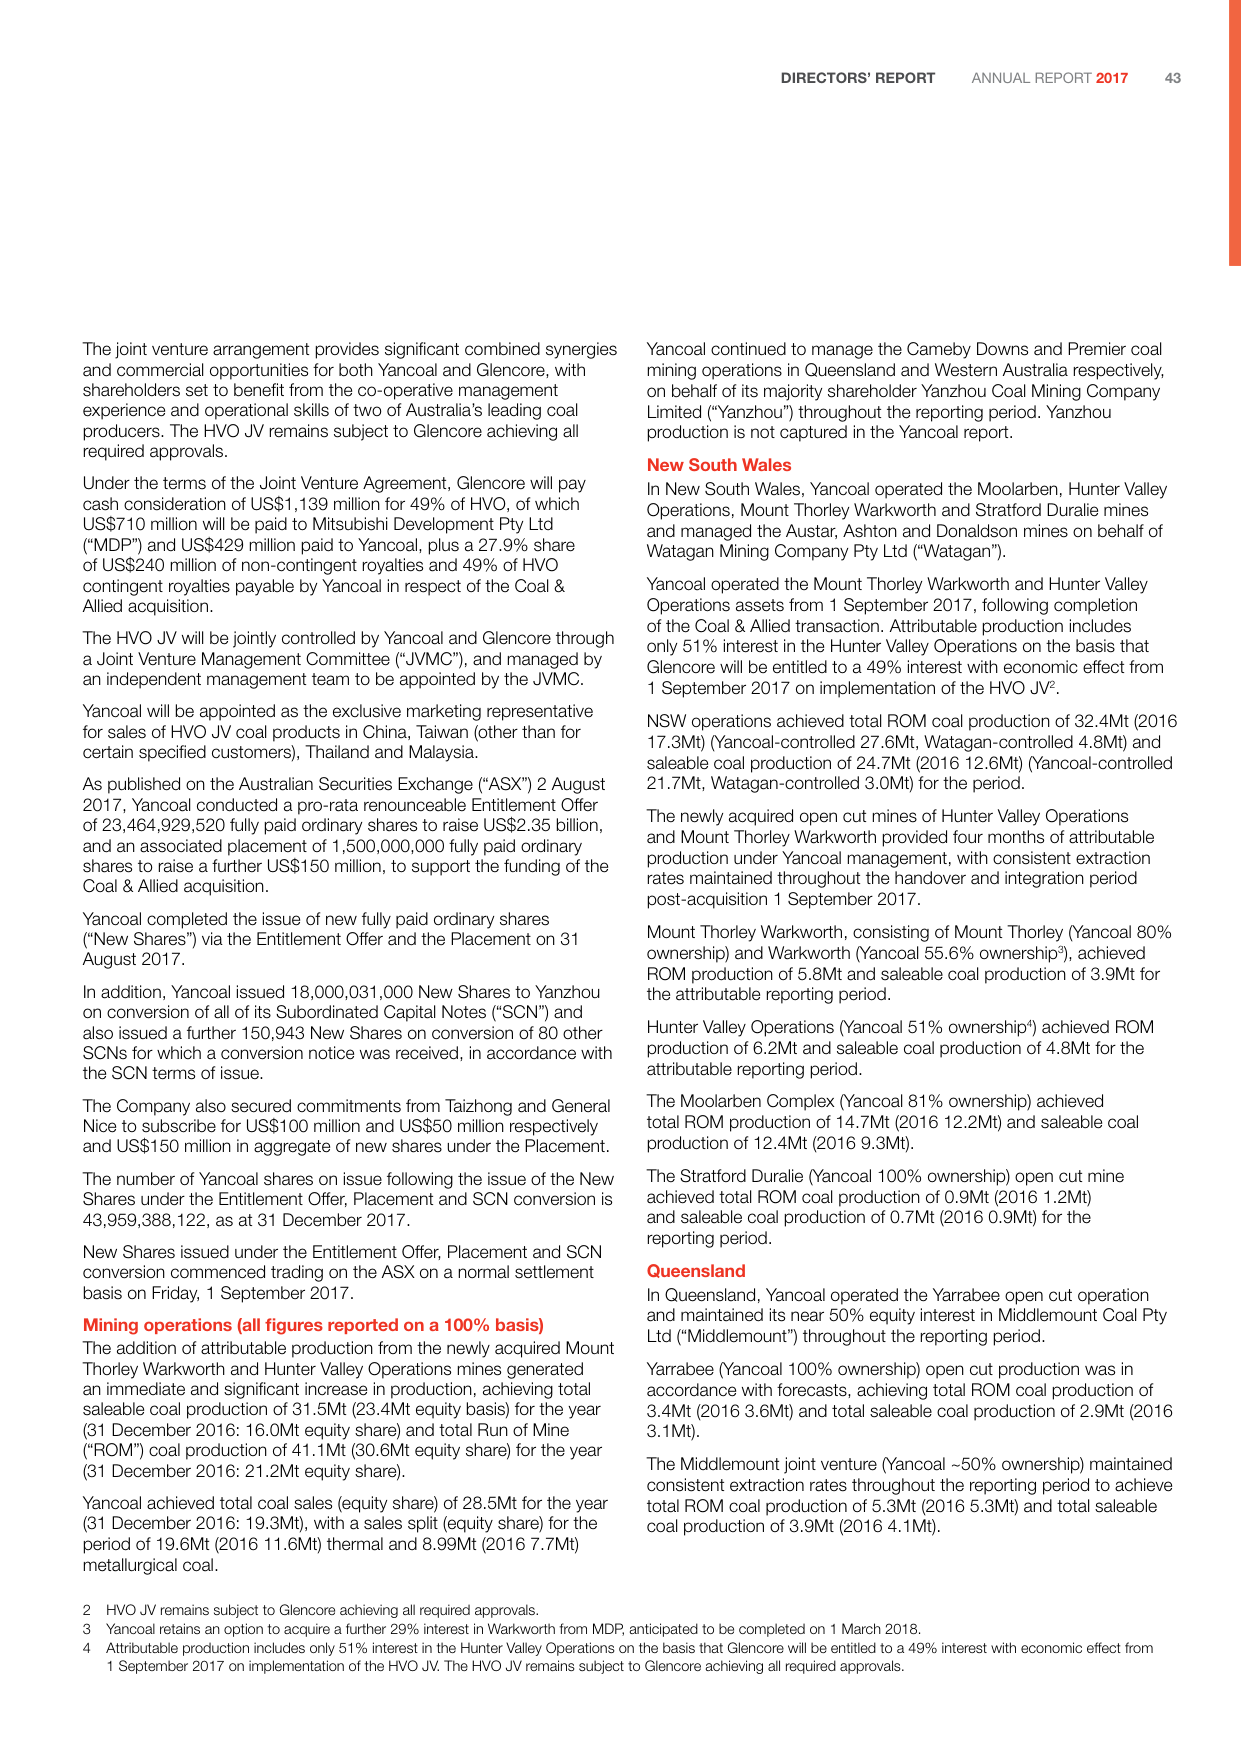 DIRECTORS’ REPORT ANNUAL REPORT 2017 43
The joint venture arrangement provides significant combined synergies
and commercial opportunities for both Yancoal and Glencore, with
shareholders set to benefit from the co-operative management
experience and operational skills of two of Australia’s leading coal
producers. The HVO JV remains subject to Glencore achieving all
required approvals.
Under the terms of the Joint Venture Agreement, Glencore will pay
cash consideration of US$1,139 million for 49% of HVO, of which
US$710 million will be paid to Mitsubishi Development Pty Ltd
(“MDP”) and US$429 million paid to Yancoal, plus a 27.9% share
of US$240 million of non-contingent royalties and 49% of HVO
contingent royalties payable by Yancoal in respect of the Coal &
Allied acquisition.
The HVO JV will be jointly controlled by Yancoal and Glencore through
a Joint Venture Management Committee (“JVMC”), and managed by
an independent management team to be appointed by the JVMC.
Yancoal will be appointed as the exclusive marketing representative
for sales of HVO JV coal products in China, Taiwan (other than for
certain specified customers), Thailand and Malaysia.
As published on the Australian Securities Exchange (“ASX”) 2 August
2017, Yancoal conducted a pro-rata renounceable Entitlement Offer
of 23,464,929,520 fully paid ordinary shares to raise US$2.35 billion,
and an associated placement of 1,500,000,000 fully paid ordinary
shares to raise a further US$150 million, to support the funding of the
Coal & Allied acquisition.
Yancoal completed the issue of new fully paid ordinary shares
(“New Shares”) via the Entitlement Offer and the Placement on 31
August 2017.
In addition, Yancoal issued 18,000,031,000 New Shares to Yanzhou
on conversion of all of its Subordinated Capital Notes (“SCN”) and
also issued a further 150,943 New Shares on conversion of 80 other
SCNs for which a conversion notice was received, in accordance with
the SCN terms of issue.
The Company also secured commitments from Taizhong and General
Nice to subscribe for US$100 million and US$50 million respectively
and US$150 million in aggregate of new shares under the Placement.
The number of Yancoal shares on issue following the issue of the New
Shares under the Entitlement Offer, Placement and SCN conversion is
43,959,388,122, as at 31 December 2017.
New Shares issued under the Entitlement Offer, Placement and SCN
conversion commenced trading on the ASX on a normal settlement
basis on Friday, 1 September 2017.
Mining operations (all figures reported on a 100% basis)
The addition of attributable production from the newly acquired Mount
Thorley Warkworth and Hunter Valley Operations mines generated
an immediate and significant increase in production, achieving total
saleable coal production of 31.5Mt (23.4Mt equity basis) for the year
(31 December 2016: 16.0Mt equity share) and total Run of Mine
(“ROM”) coal production of 41.1Mt (30.6Mt equity share) for the year
(31 December 2016: 21.2Mt equity share).
Yancoal achieved total coal sales (equity share) of 28.5Mt for the year
(31 December 2016: 19.3Mt), with a sales split (equity share) for the
period of 19.6Mt (2016 11.6Mt) thermal and 8.99Mt (2016 7.7Mt)
metallurgical coal.
Yancoal continued to manage the Cameby Downs and Premier coal
mining operations in Queensland and Western Australia respectively,
on behalf of its majority shareholder Yanzhou Coal Mining Company
Limited (“Yanzhou”) throughout the reporting period. Yanzhou
production is not captured in the Yancoal report.
New South Wales
In New South Wales, Yancoal operated the Moolarben, Hunter Valley
Operations, Mount Thorley Warkworth and Stratford Duralie mines
and managed the Austar, Ashton and Donaldson mines on behalf of
Watagan Mining Company Pty Ltd (“Watagan”).
Yancoal operated the Mount Thorley Warkworth and Hunter Valley
Operations assets from 1 September 2017, following completion
of the Coal & Allied transaction. Attributable production includes
only 51% interest in the Hunter Valley Operations on the basis that
Glencore will be entitled to a 49% interest with economic effect from
1 September 2017 on implementation of the HVO JV².
NSW operations achieved total ROM coal production of 32.4Mt (2016
17.3Mt) (Yancoal-controlled 27.6Mt, Watagan-controlled 4.8Mt) and
saleable coal production of 24.7Mt (2016 12.6Mt) (Yancoal-controlled
21.7Mt, Watagan-controlled 3.0Mt) for the period.
The newly acquired open cut mines of Hunter Valley Operations
and Mount Thorley Warkworth provided four months of attributable
production under Yancoal management, with consistent extraction
rates maintained throughout the handover and integration period
post-acquisition 1 September 2017.
Mount Thorley Warkworth, consisting of Mount Thorley (Yancoal 80%
ownership) and Warkworth (Yancoal 55.6% ownership³), achieved
ROM production of 5.8Mt and saleable coal production of 3.9Mt for
the attributable reporting period.
Hunter Valley Operations (Yancoal 51% ownership⁴) achieved ROM
production of 6.2Mt and saleable coal production of 4.8Mt for the
attributable reporting period.
The Moolarben Complex (Yancoal 81% ownership) achieved
total ROM production of 14.7Mt (2016 12.2Mt) and saleable coal
production of 12.4Mt (2016 9.3Mt).
The Stratford Duralie (Yancoal 100% ownership) open cut mine
achieved total ROM coal production of 0.9Mt (2016 1.2Mt)
and saleable coal production of 0.7Mt (2016 0.9Mt) for the
reporting period.
Queensland
In Queensland, Yancoal operated the Yarrabee open cut operation
and maintained its near 50% equity interest in Middlemount Coal Pty
Ltd (“Middlemount”) throughout the reporting period.
Yarrabee (Yancoal 100% ownership) open cut production was in
accordance with forecasts, achieving total ROM coal production of
3.4Mt (2016 3.6Mt) and total saleable coal production of 2.9Mt (2016
3.1Mt).
The Middlemount joint venture (Yancoal ~50% ownership) maintained
consistent extraction rates throughout the reporting period to achieve
total ROM coal production of 5.3Mt (2016 5.3Mt) and total saleable
coal production of 3.9Mt (2016 4.1Mt).
2 HVO JV remains subject to Glencore achieving all required approvals.
3 Yancoal retains an option to acquire a further 29% interest in Warkworth from MDP, anticipated to be completed on 1 March 2018.
4 Attributable production includes only 51% interest in the Hunter Valley Operations on the basis that Glencore will be entitled to a 49% interest with economic effect from
1 September 2017 on implementation of the HVO JV. The HVO JV remains subject to Glencore achieving all required approvals.